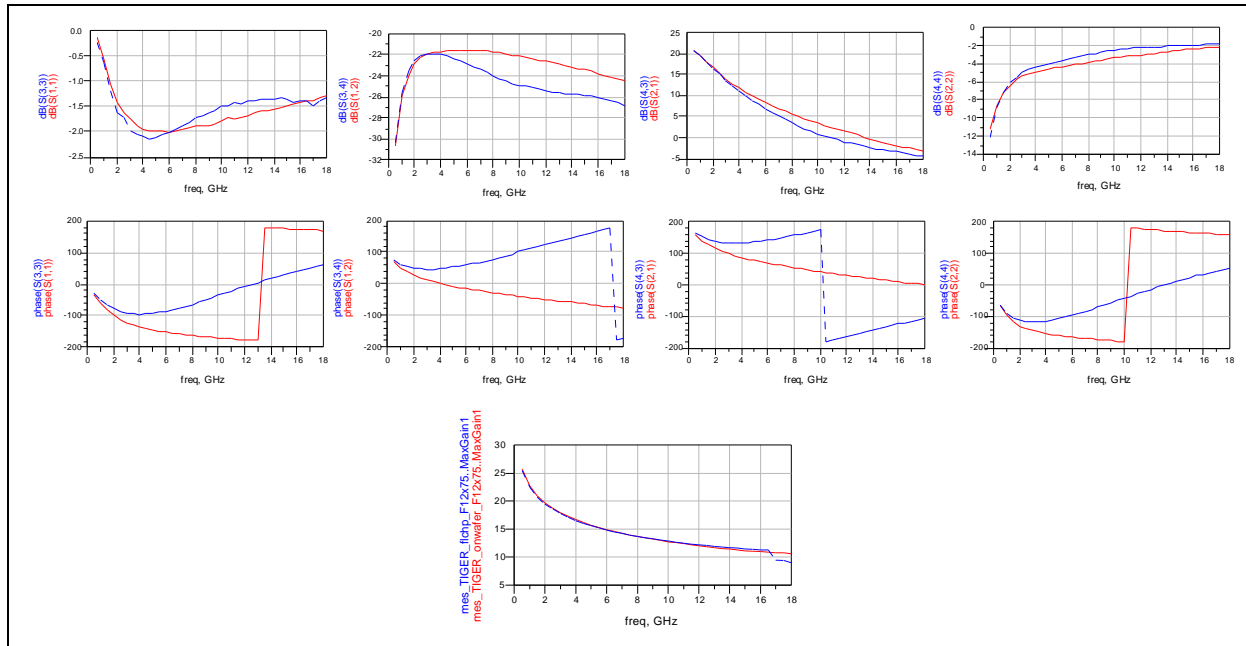 dB(S(3,3))
dB(S(1,1))
0.0
-0.5
-1.0
-1.5
-2.0
-2.5
0 2 4 6 8 10 12 14 16 18
freq, GHz
dB(S(3,4))
dB(S(1,2))
-20
-22
-24
-26
-28
-30
-32
0 2 4 6 8 10 12 14 16 18
freq, GHz
dB(S(4,3))
dB(S(2,1))
25
20
15
10
5
0
-5
0 2 4 6 8 10 12 14 16 18
freq, GHz
dB(S(4,4))
dB(S(2,2))
0
-2
-4
-6
-8
-10
-12
-14
0 2 4 6 8 10 12 14 16 18
freq, GHz
phase(S(3,3))
phase(S(1,1))
200
100
0
-100
-200
0 2 4 6 8 10 12 14 16 18
freq, GHz
phase(S(3,4))
phase(S(1,2))
200
100
0
-100
-200
0 2 4 6 8 10 12 14 16 18
freq, GHz
phase(S(4,3))
phase(S(2,1))
200
100
0
-100
-200
0 2 4 6 8 10 12 14 16 18
freq, GHz
phase(S(4,4))
phase(S(2,2))
200
100
0
-100
-200
0 2 4 6 8 10 12 14 16 18
freq, GHz
mes_TIGER_flchp_F12x75..MaxGain1
mes_TIGER_onwafer_F12x75..MaxGain1
30
25
20
15
10
5
0 2 4 6 8 10 12 14 16 18
freq, GHz